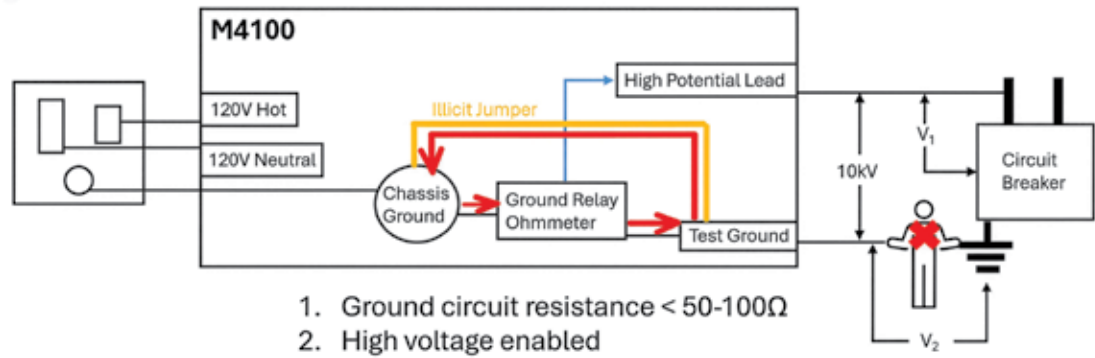 M4100
High Potential Lead
120V Hot
Illicit Jumper
120V Neutral
V₁
10kV
Circuit
Breaker
Chassis
Ground
Ground Relay
Ohmmeter
Test Ground
V₂
1. Ground circuit resistance < 50-100Ω
2. High voltage enabled